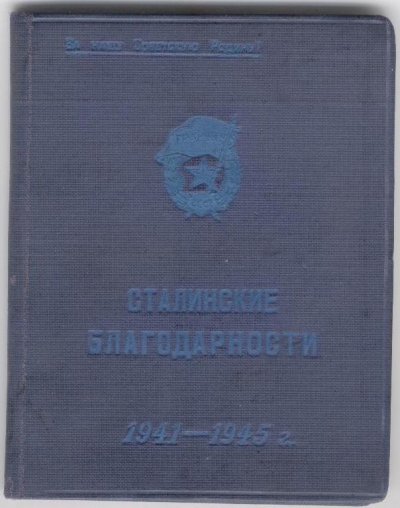 За нашу Советскую Родину!
СТАЛИНСКИЕ
БЛАГОДАРНОСТИ
1941—1945 г.